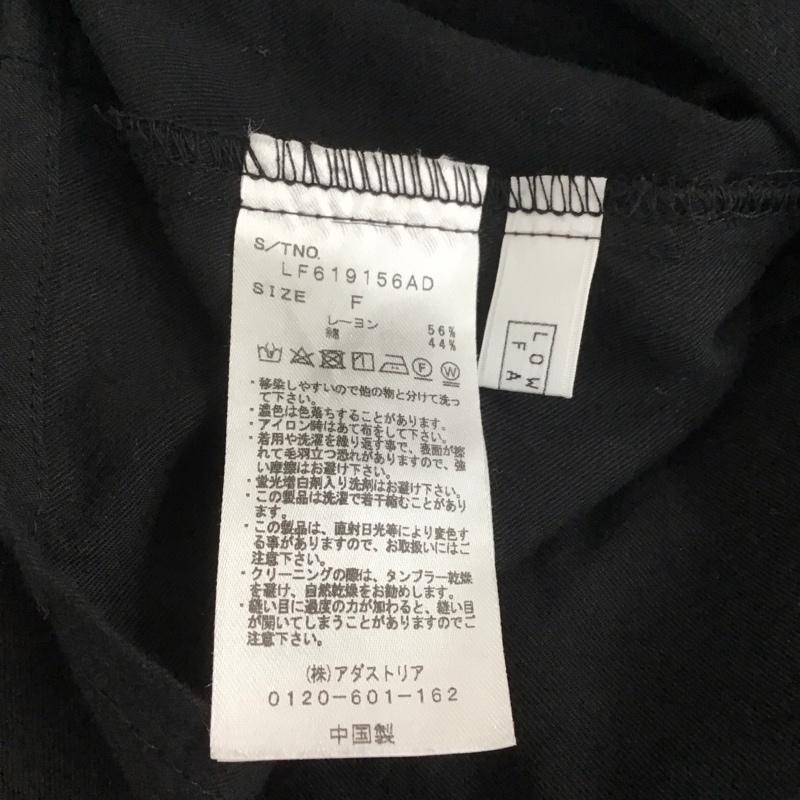 S/TNO.
LF619156AD
SIZE F
レーヨン 56%
綿 44%
F W
・移染しやすいので他の物と分けて洗っ
て下さい。
・濃色は色落ちすることがあります。
・アイロン時はあて布をして下さい。
・着用や洗濯を繰り返す事で、表面が擦
れて毛羽立つ恐れがありますので、強
い摩擦はお避け下さい。
・蛍光増白剤入り洗剤はお避け下さい。
・この製品は洗濯で若干縮むことがあり
ます。
・この製品は、直射日光等により変色す
る事がありますので、お取扱いにはご
注意下さい。
・クリーニングの際は、タンブラー乾燥
を避け、自然乾燥をお勧めします。
・縫い目に過度の力が加わると、縫い目
が開いてしまうことがありますのでご
注意下さい。
(株)アダストリア
0120-601-162
中国製
LOW
FA